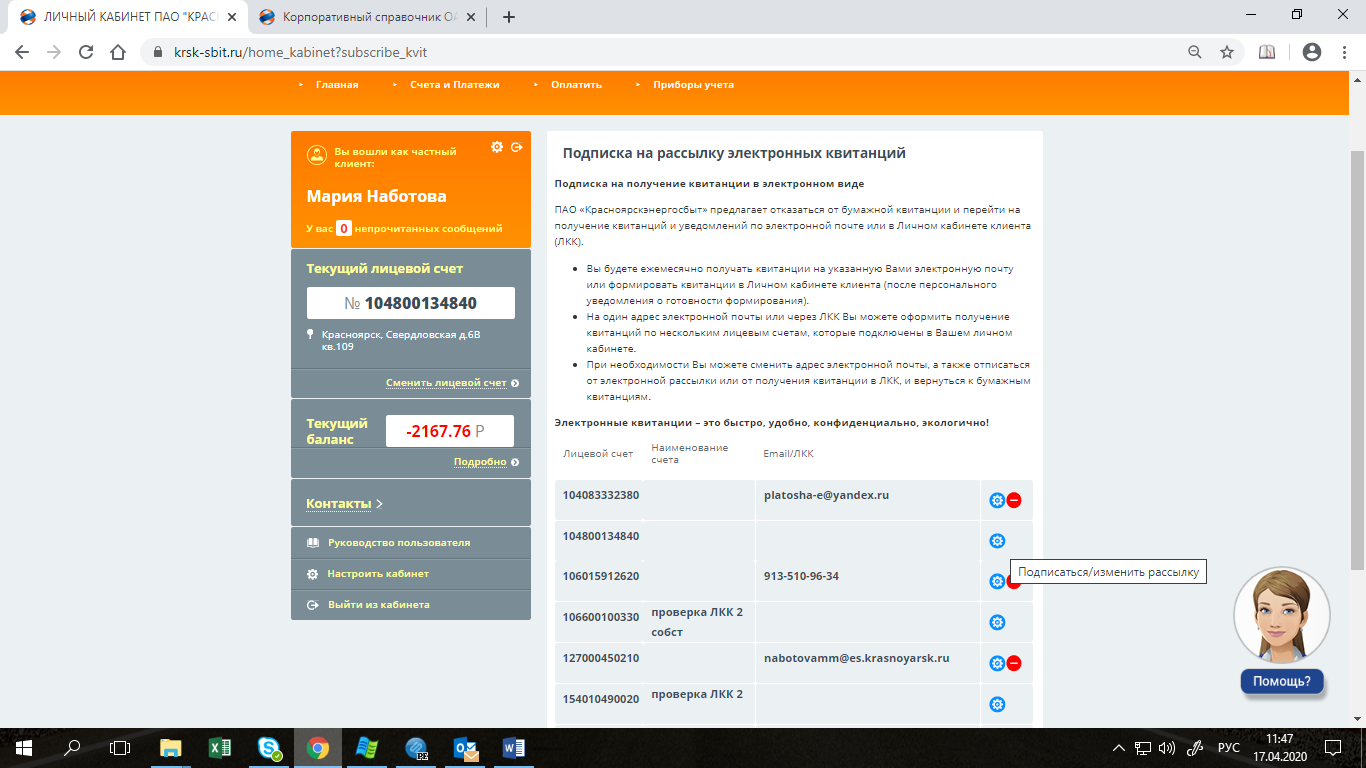 ЛИЧНЫЙ КАБИНЕТ ПАО "КРАС
Корпоративный справочник ОА
krsk-sbit.ru/home_kabinet?subscribe_kvit
Главная
Счета и Платежи
Оплатить
Приборы учета
Вы вошли как частный
клиент:
Мария Наботова
У вас 0 непрочитанных сообщений
Текущий лицевой счет
№ 104800134840
Красноярск, Свердловская д.6В
кв.109
Сменить лицевой счет
Текущий
баланс
-2167.76 Р
Подробно
Контакты
Руководство пользователя
Настроить кабинет
Выйти из кабинета
Подписка на рассылку электронных квитанций
Подписка на получение квитанции в электронном виде
ПАО «Красноярскэнергосбыт» предлагает отказаться от бумажной квитанции и перейти на
получение квитанций и уведомлений по электронной почте или в Личном кабинете клиента
(ЛКК).
Вы будете ежемесячно получать квитанции на указанную Вами электронную почту
или формировать квитанции в Личном кабинете клиента (после персонального
уведомления о готовности формирования).
На один адрес электронной почты или через ЛКК Вы можете оформить получение
квитанций по нескольким лицевым счетам, которые подключены в Вашем личном
кабинете.
При необходимости Вы можете сменить адрес электронной почты, а также отписаться
от электронной рассылки или от получения квитанции в ЛКК, и вернуться к бумажным
квитанциям.
Электронные квитанции – это быстро, удобно, конфиденциально, экологично!
Лицевой счет
Наименование
счета
Email/ЛКК
104083332380
platosha-e@yandex.ru
104800134840
106015912620
913-510-96-34
Подписаться/изменить рассылку
106600100330
проверка ЛКК 2
собст
127000450210
nabotovamm@es.krasnoyarsk.ru
154010490020
проверка ЛКК 2
Помощь?
РУС
11:47
17.04.2020